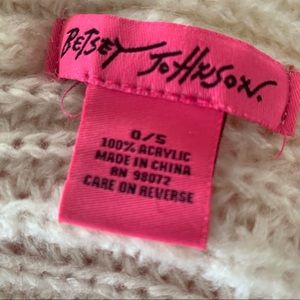 BETSEY JOHNSON.
O/S
100% ACRYLIC
MADE IN CHINA
RN 98072
CARE ON REVERSE